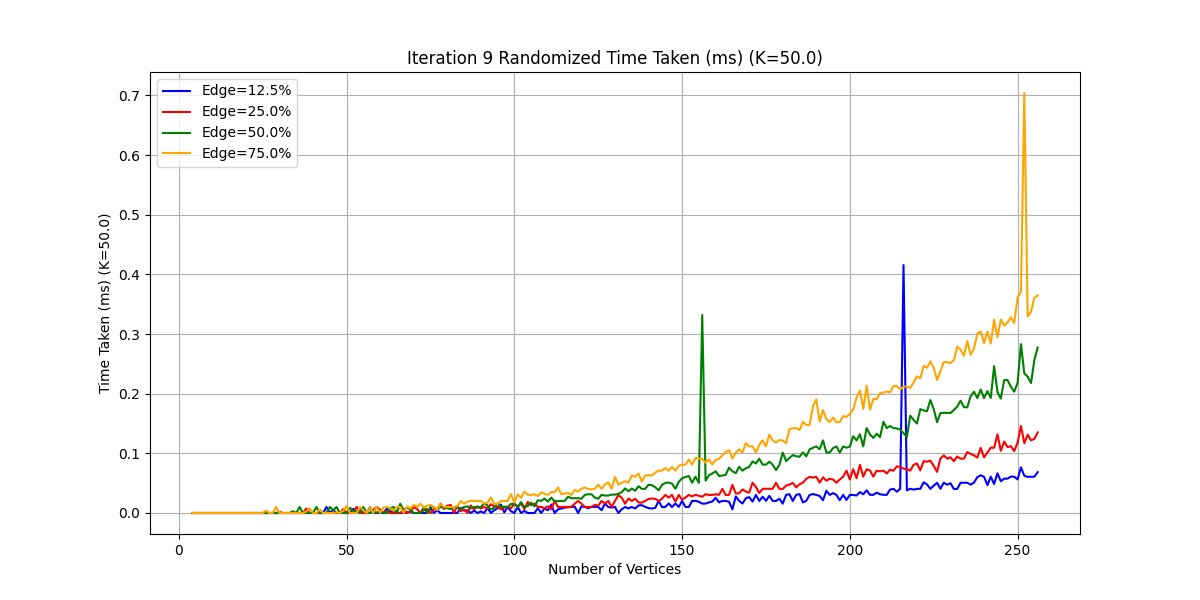 Iteration 9 Randomized Time Taken (ms) (K=50.0)
Edge=12.5%
Edge=25.0%
Edge=50.0%
Edge=75.0%
Time Taken (ms) (K=50.0)
0.7
0.6
0.5
0.4
0.3
0.2
0.1
0.0
0 50 100 150 200 250
Number of Vertices